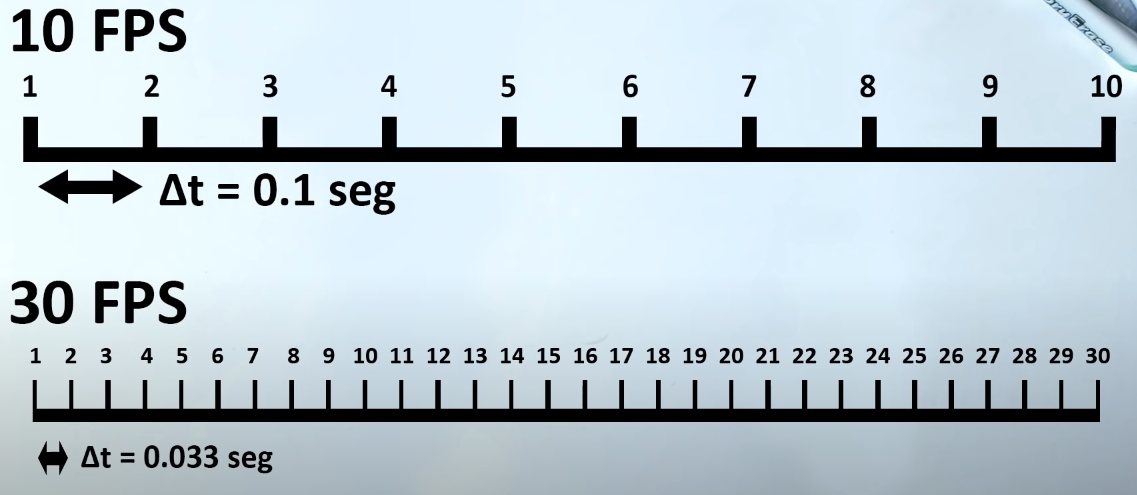 10 FPS
1 2 3 4 5 6 7 8 9 10
Δt = 0.1 seg
30 FPS
1 2 3 4 5 6 7 8 9 10 11 12 13 14 15 16 17 18 19 20 21 22 23 24 25 26 27 28 29 30
Δt = 0.033 seg